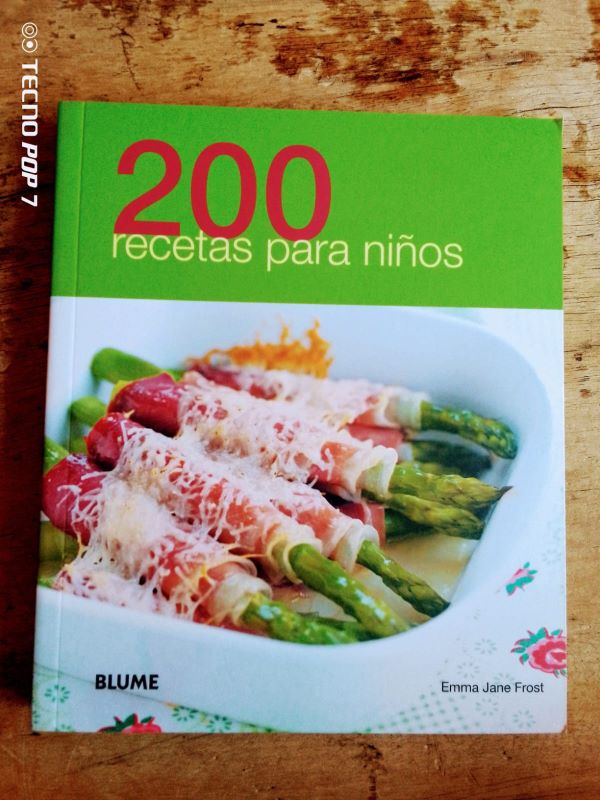 TECNO POP 7
200
recetas para niños
BLUME
Emma Jane Frost